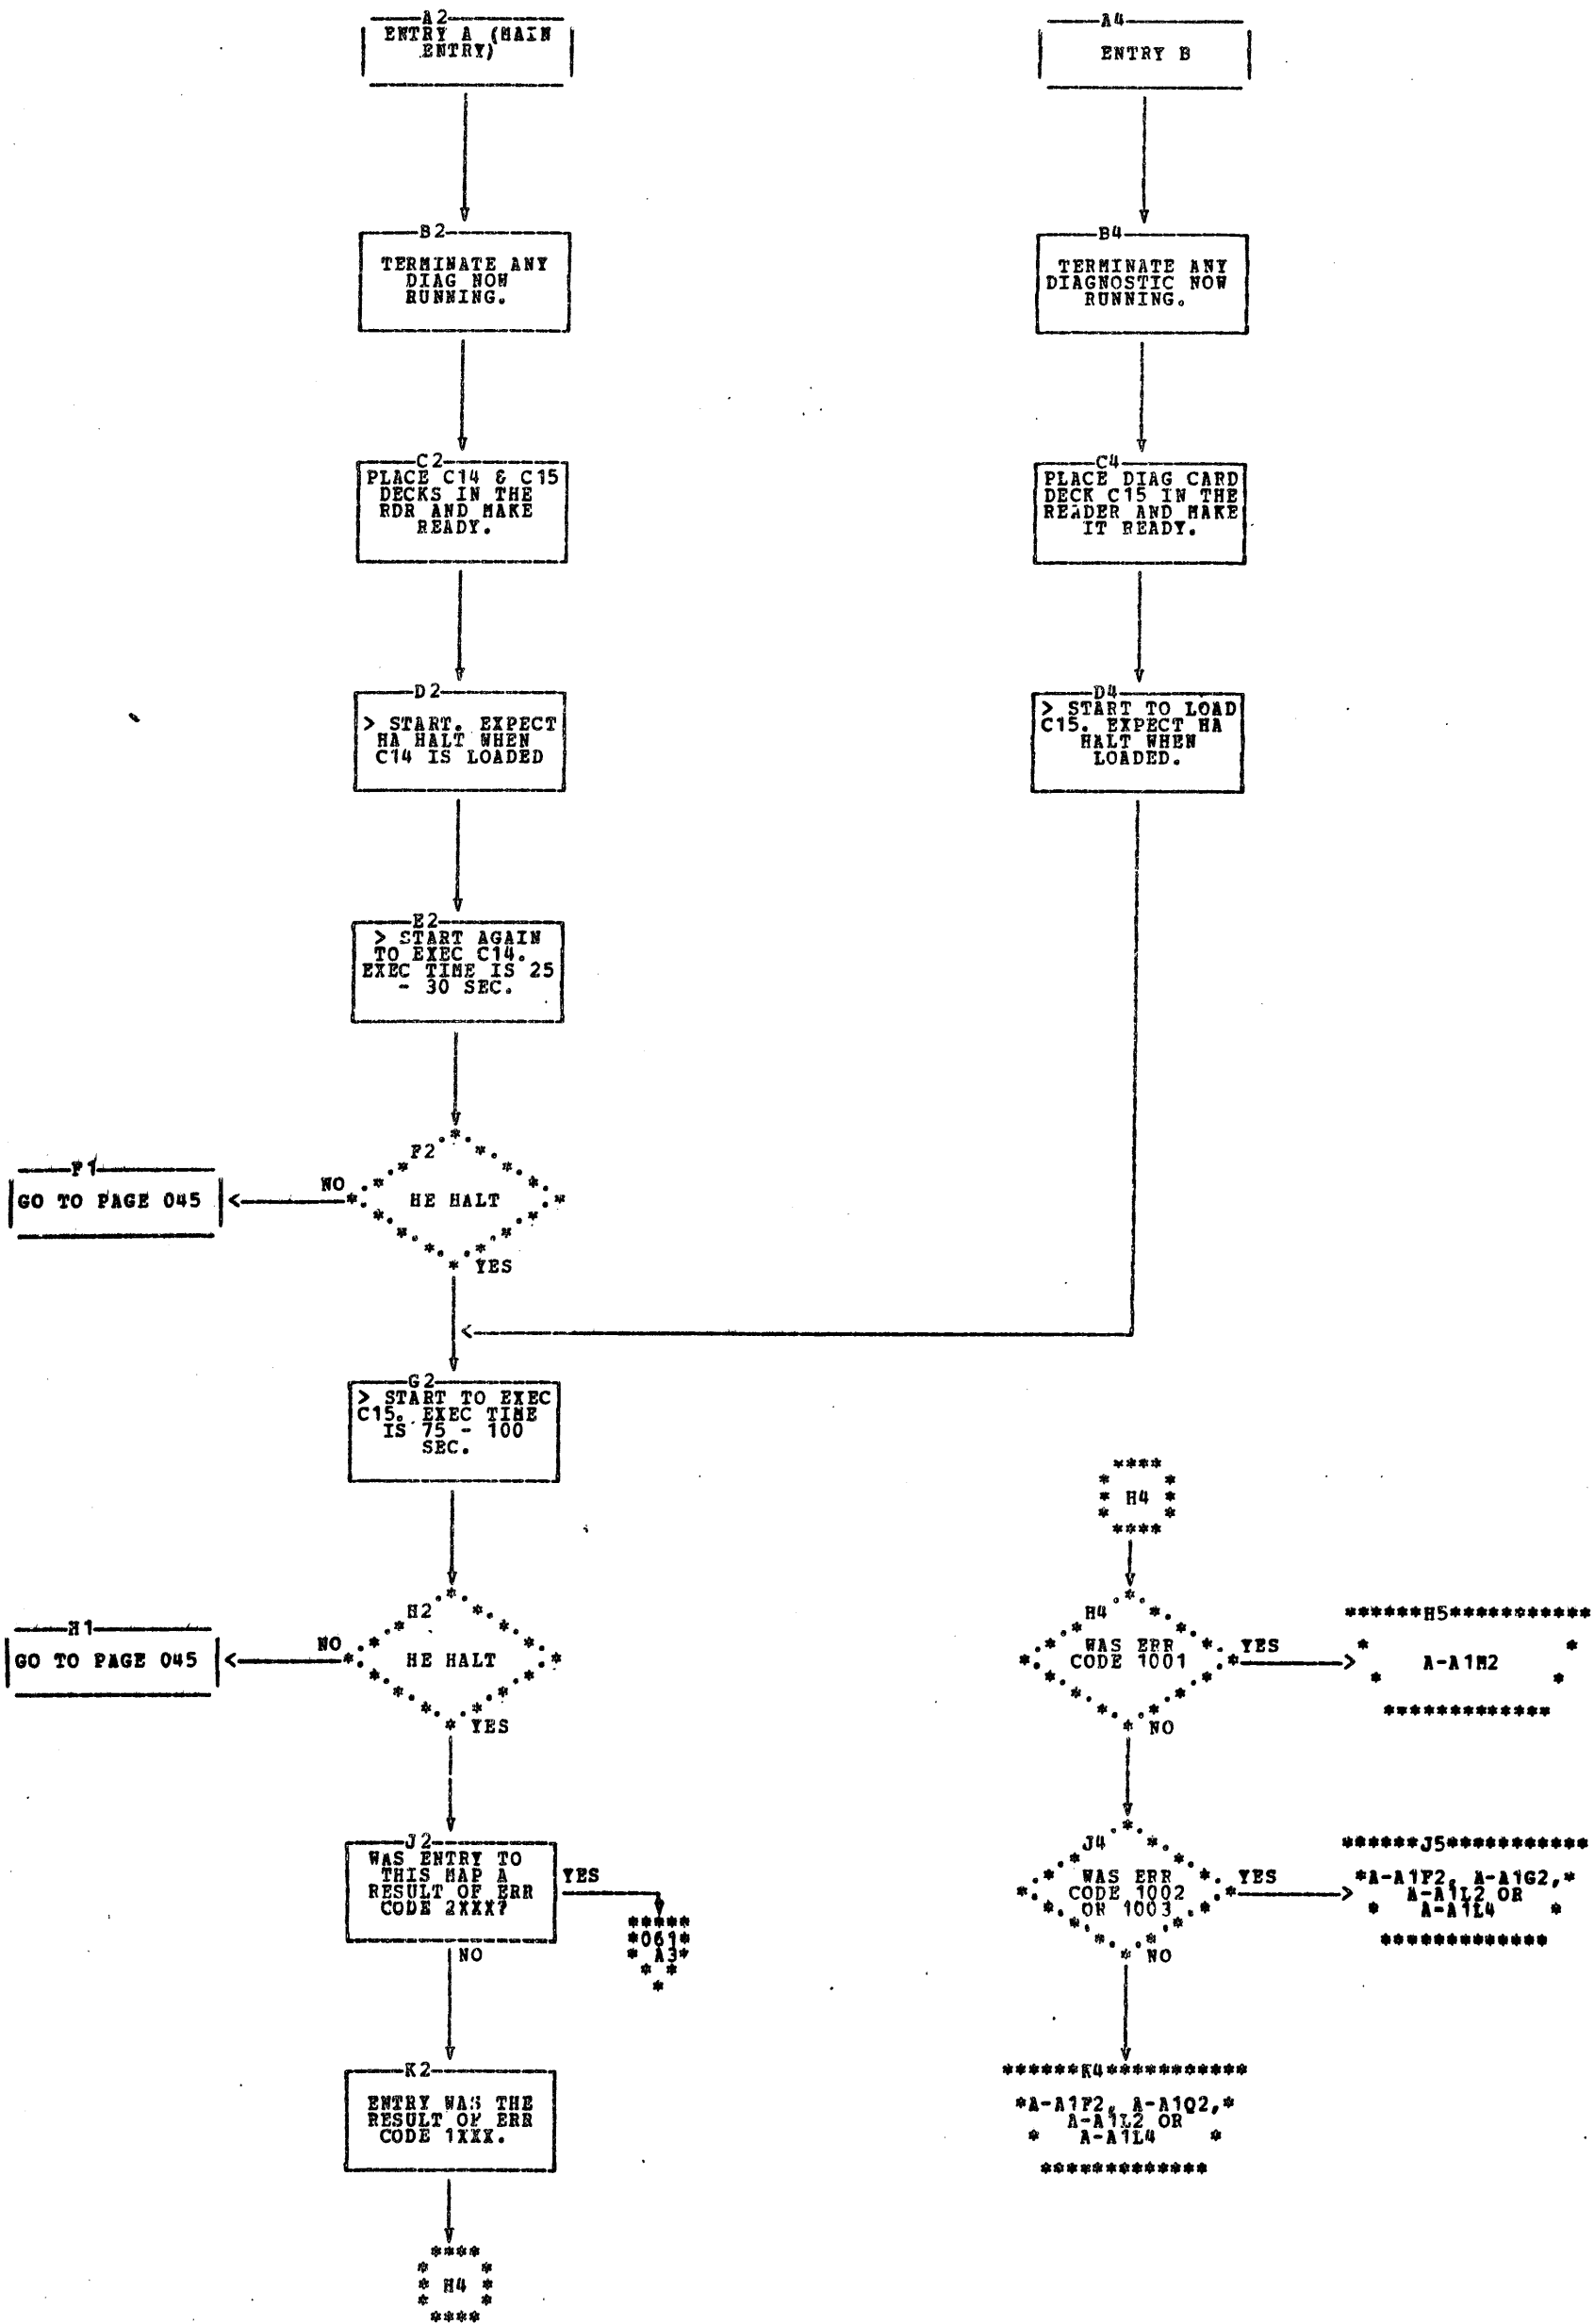 A2
ENTRY A (MAIN
ENTRY)
B2
TERMINATE ANY
DIAG NOW
RUNNING.
C2
PLACE C14 & C15
DECKS IN THE
RDR AND MAKE
READY.
D2
> START. EXPECT
HA HALT WHEN
C14 IS LOADED
E2
> START AGAIN
TO EXEC C14.
EXEC TIME IS 25
- 30 SEC.
F2
HE HALT
NO
YES
F1
GO TO PAGE 045
G2
> START TO EXEC
C15. EXEC TIME
IS 75 - 100
SEC.
H2
HE HALT
NO
YES
H1
GO TO PAGE 045
J2
WAS ENTRY TO
THIS MAP A
RESULT OF ERR
CODE 2XXX?
YES
NO
*****
*061*
* A3*
* *
*
K2
ENTRY WAS THE
RESULT OF ERR
CODE 1XXX.
H4
A4
ENTRY B
B4
TERMINATE ANY
DIAGNOSTIC NOW
RUNNING.
C4
PLACE DIAG CARD
DECK C15 IN THE
READER AND MAKE
IT READY.
D4
> START TO LOAD
C15. EXPECT HA
HALT WHEN
LOADED.
H4
H4
WAS ERR
CODE 1001
YES
NO
******H5***********
A-A1M2
J4
WAS ERR
CODE 1002
OR 1003
YES
NO
******J5***********
*A-A1F2, A-A1G2,*
A-A1L2 OR
* A-A1L4 *
*************
******K4***********
*A-A1F2, A-A1Q2,*
A-A1L2 OR
* A-A1L4 *
*************